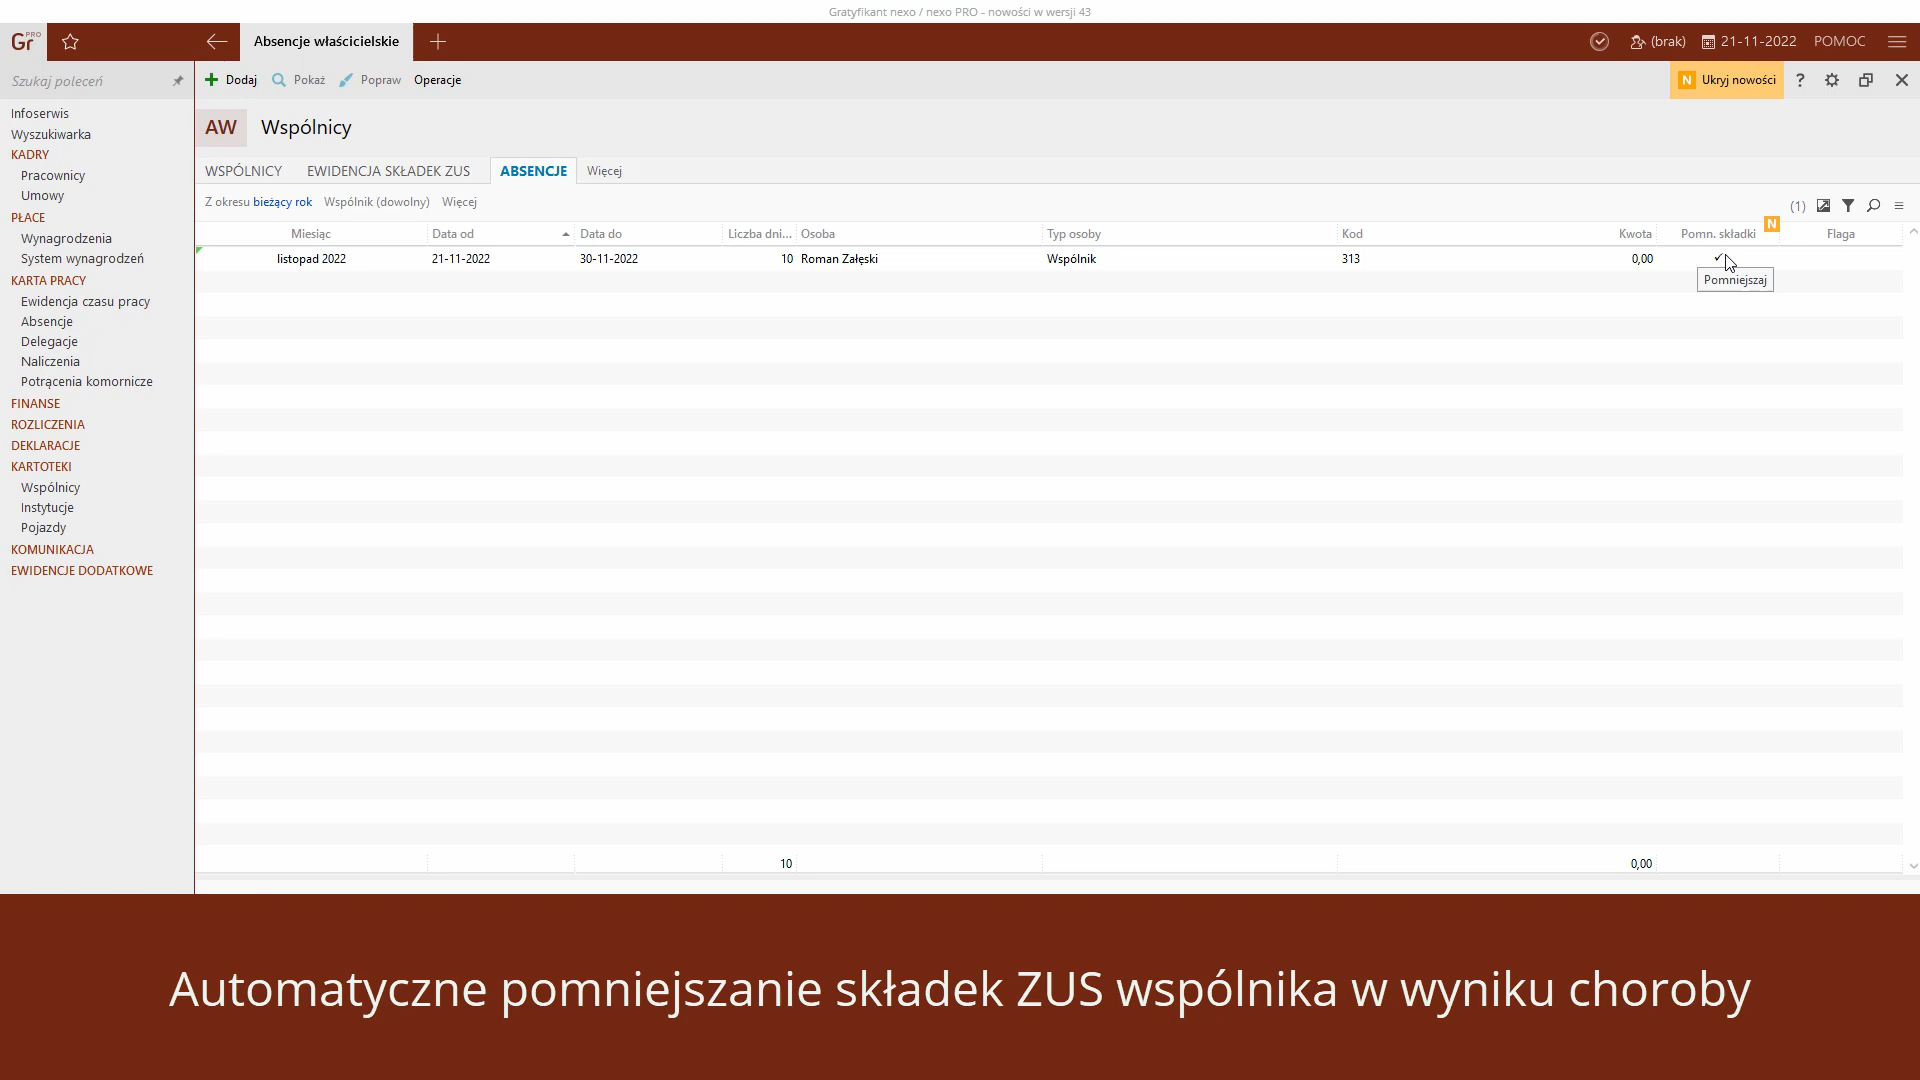 Gratyfikant nexo / nexo PRO - nowości w wersji 43
Gr PRO
Absencje właścicielskie
(brak)
21-11-2022
POMOC
Szukaj poleceń
Dodaj
Pokaż
Popraw
Operacje
N Ukryj nowości
?
Infoserwis
Wyszukiwarka
KADRY
Pracownicy
Umowy
PŁACE
Wynagrodzenia
System wynagrodzeń
KARTA PRACY
Ewidencja czasu pracy
Absencje
Delegacje
Naliczenia
Potrącenia komornicze
FINANSE
ROZLICZENIA
DEKLARACJE
KARTOTEKI
Wspólnicy
Instytucje
Pojazdy
KOMUNIKACJA
EWIDENCJE DODATKOWE
AW Wspólnicy
WSPÓLNICY EWIDENCJA SKŁADEK ZUS ABSENCJE Więcej
Z okresu bieżący rok Wspólnik (dowolny) Więcej
(1)
N
Miesiąc Data od Data do Liczba dni... Osoba Typ osoby Kod Kwota Pomn. składki Flaga
listopad 2022 21-11-2022 30-11-2022 10 Roman Załęski Wspólnik 313 0,00 ✓
Pomniejszaj
10 0,00
Automatyczne pomniejszanie składek ZUS wspólnika w wyniku choroby